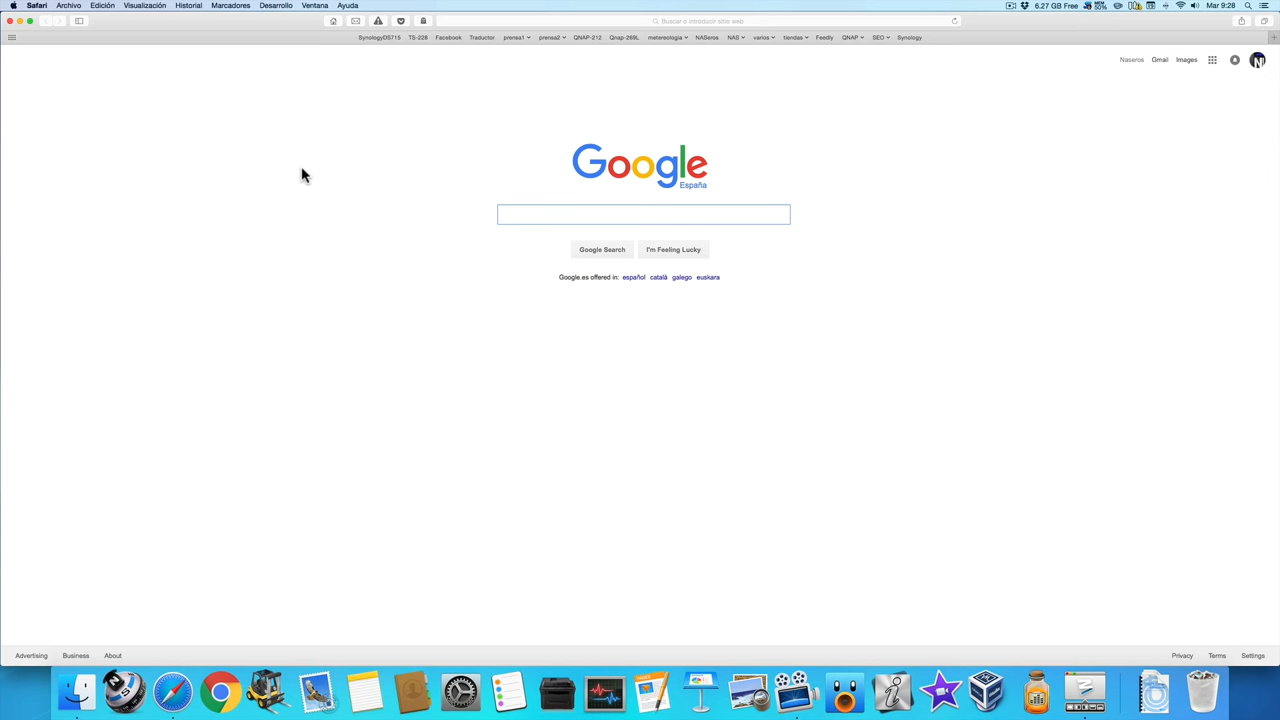 Safari Archivo Edición Visualización Historial Marcadores Desarrollo Ventana Ayuda 6.27 GB Free MEM 50% Mar 9:28
Buscar o introducir sitio web
SynologyDS715 TS-228 Facebook Traductor prensa1 prensa2 QNAP-212 Qnap-269L metereologia NASeros NAS varios tiendas Feedly QNAP SEO Synology
Naseros Gmail Images N
Google
España
Google Search I'm Feeling Lucky
Google.es offered in: español català galego euskara
Advertising Business About Privacy Terms Settings